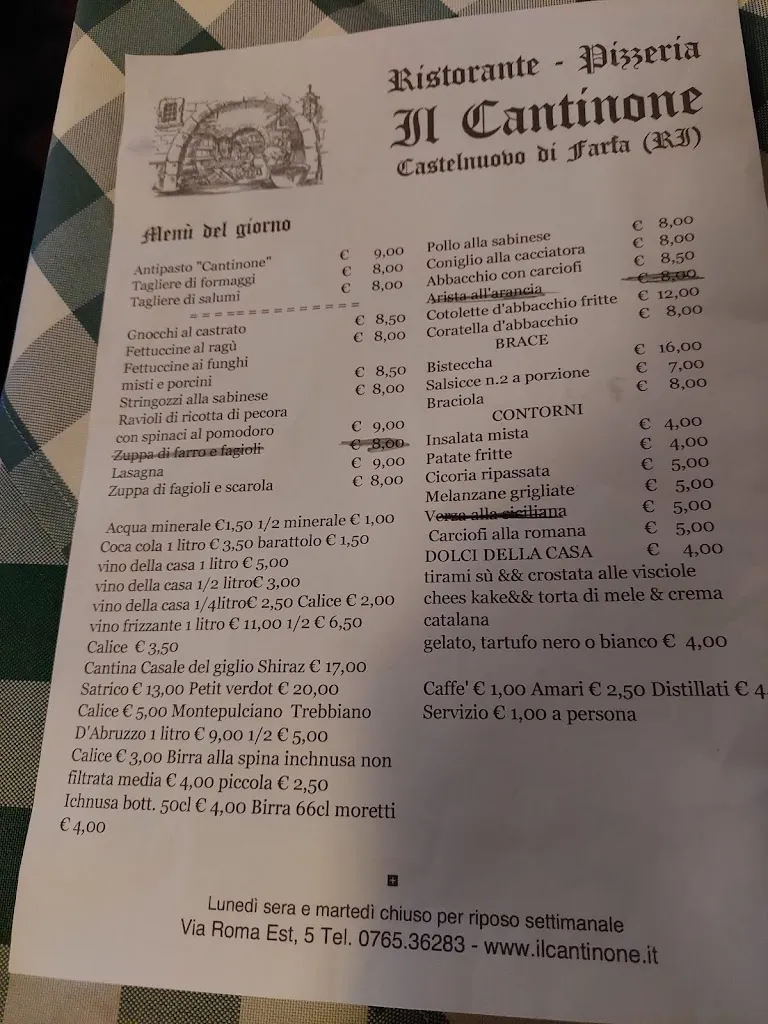 Ristorante - Pizzeria
Il Cantinone
Castelnuovo di Farfa (RI)
Menù del giorno
Antipasto "Cantinone" € 9,00
Tagliere di formaggi € 8,00
Tagliere di salumi € 8,00
= = = = = = = = = = = = = =
Gnocchi al castrato € 8,50
Fettuccine al ragù € 8,00
Fettuccine ai funghi
misti e porcini € 8,50
Stringozzi alla sabinese € 8,00
Ravioli di ricotta di pecora
con spinaci al pomodoro € 9,00
Zuppa di farro e fagioli € 8,00
Lasagna € 9,00
Zuppa di fagioli e scarola € 8,00
Acqua minerale €1,50 1/2 minerale € 1,00
Coca cola 1 litro € 3,50 barattolo € 1,50
vino della casa 1 litro € 5,00
vino della casa 1/2 litro€ 3,00
vino della casa 1/4litro€ 2,50 Calice € 2,00
vino frizzante 1 litro € 11,00 1/2 € 6,50
Calice € 3,50
Cantina Casale del giglio Shiraz € 17,00
Satrico € 13,00 Petit verdot € 20,00
Calice € 5,00 Montepulciano Trebbiano
D'Abruzzo 1 litro € 9,00 1/2 € 5,00
Calice € 3,00 Birra alla spina inchnusa non
filtrata media € 4,00 piccola € 2,50
Ichnusa bott. 50cl € 4,00 Birra 66cl moretti
€ 4,00
Pollo alla sabinese € 8,00
Coniglio alla cacciatora € 8,00
Abbacchio con carciofi € 8,50
Arista all'arancia € 8,00
Cotolette d'abbacchio fritte € 12,00
Coratella d'abbacchio € 8,00
BRACE
Bisteccha € 16,00
Salsicce n.2 a porzione € 7,00
Braciola € 8,00
CONTORNI
Insalata mista € 4,00
Patate fritte € 4,00
Cicoria ripassata € 5,00
Melanzane grigliate € 5,00
Verza alla siciliana € 5,00
Carciofi alla romana € 5,00
DOLCI DELLA CASA € 4,00
tirami sù && crostata alle visciole
chees kake&& torta di mele & crema
catalana
gelato, tartufo nero o bianco € 4,00
Caffe' € 1,00 Amari € 2,50 Distillati € 4
Servizio € 1,00 a persona
Lunedì sera e martedì chiuso per riposo settimanale
Via Roma Est, 5 Tel. 0765.36283 - www.ilcantinone.it